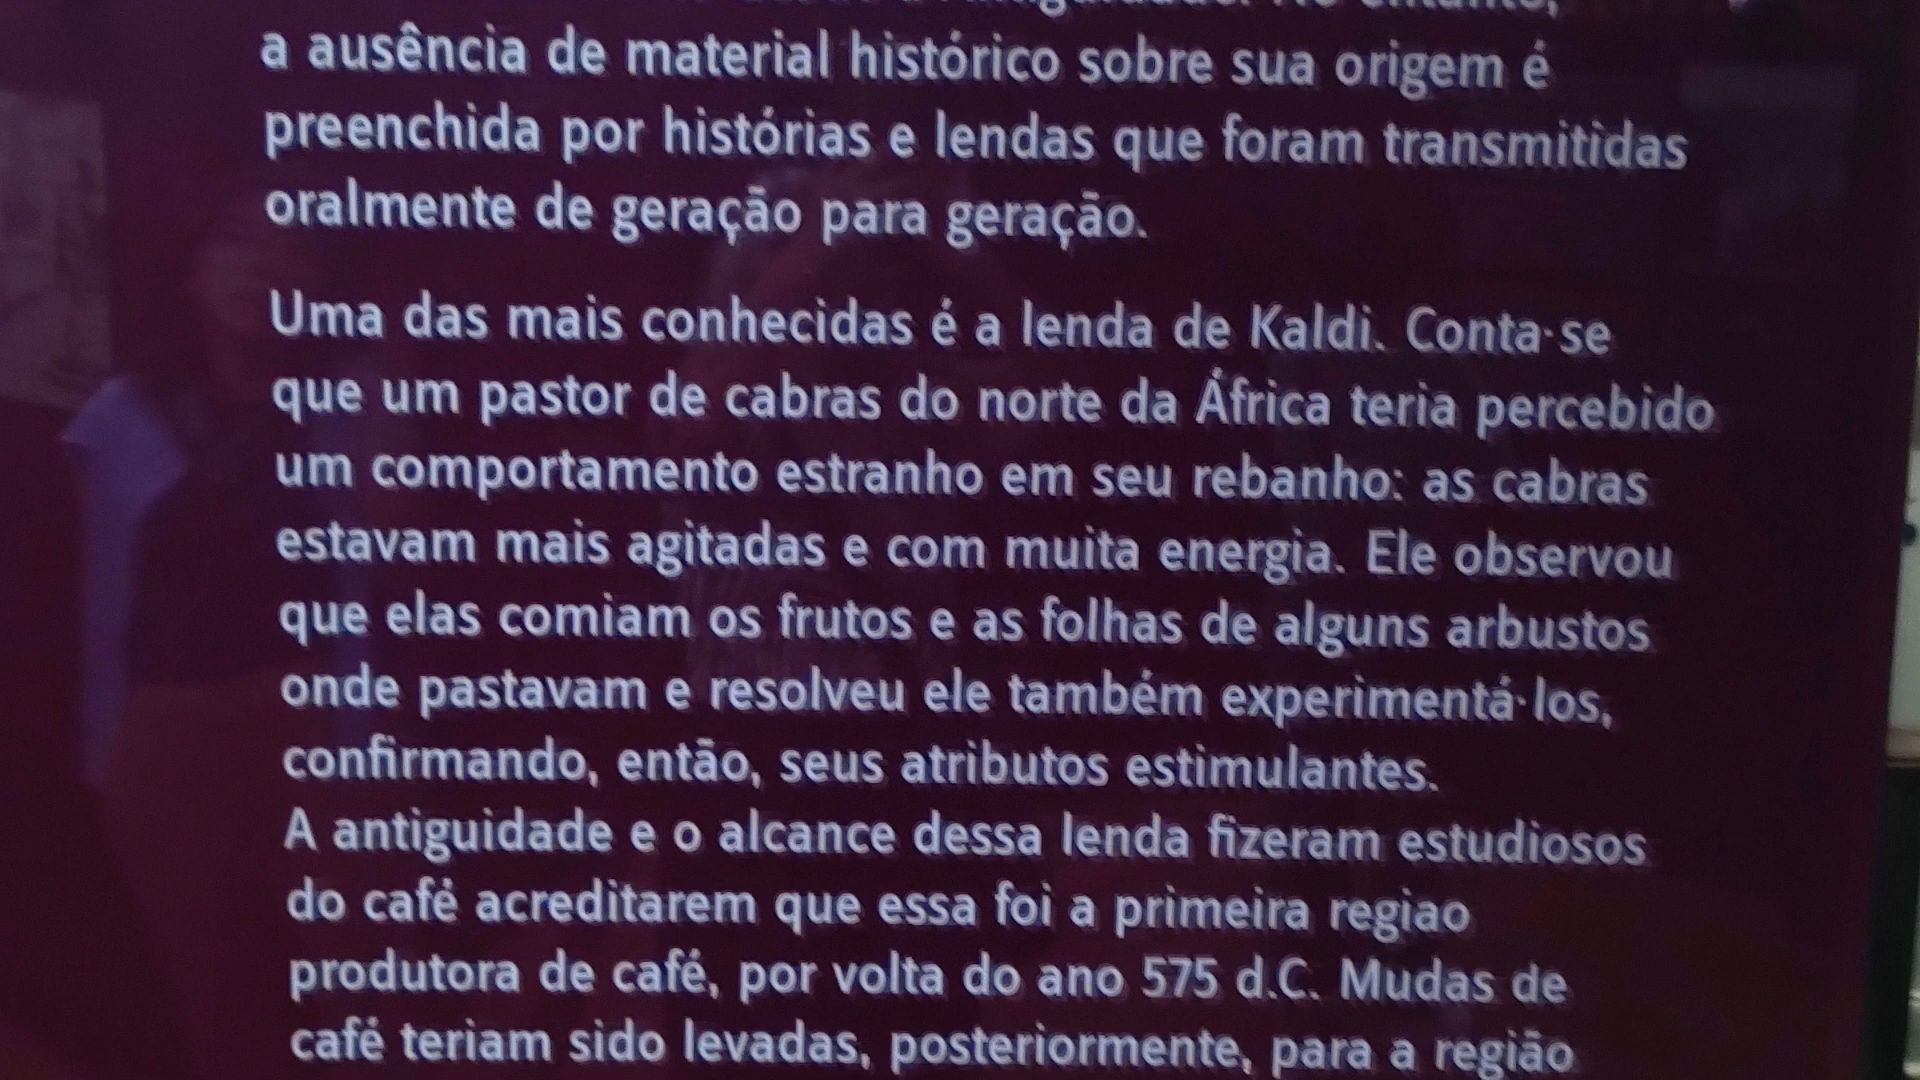 a ausência de material histórico sobre sua origem é
preenchida por histórias e lendas que foram transmitidas
oralmente de geração para geração.
Uma das mais conhecidas é a lenda de Kaldi. Conta-se
que um pastor de cabras do norte da África teria percebido
um comportamento estranho em seu rebanho: as cabras
estavam mais agitadas e com muita energia. Ele observou
que elas comiam os frutos e as folhas de alguns arbustos
onde pastavam e resolveu ele também experimentá-los,
confirmando, então, seus atributos estimulantes.
A antiguidade e o alcance dessa lenda fizeram estudiosos
do café acreditarem que essa foi a primeira regiao
produtora de café, por volta do ano 575 d.C. Mudas de
café teriam sido levadas, posteriormente, para a região